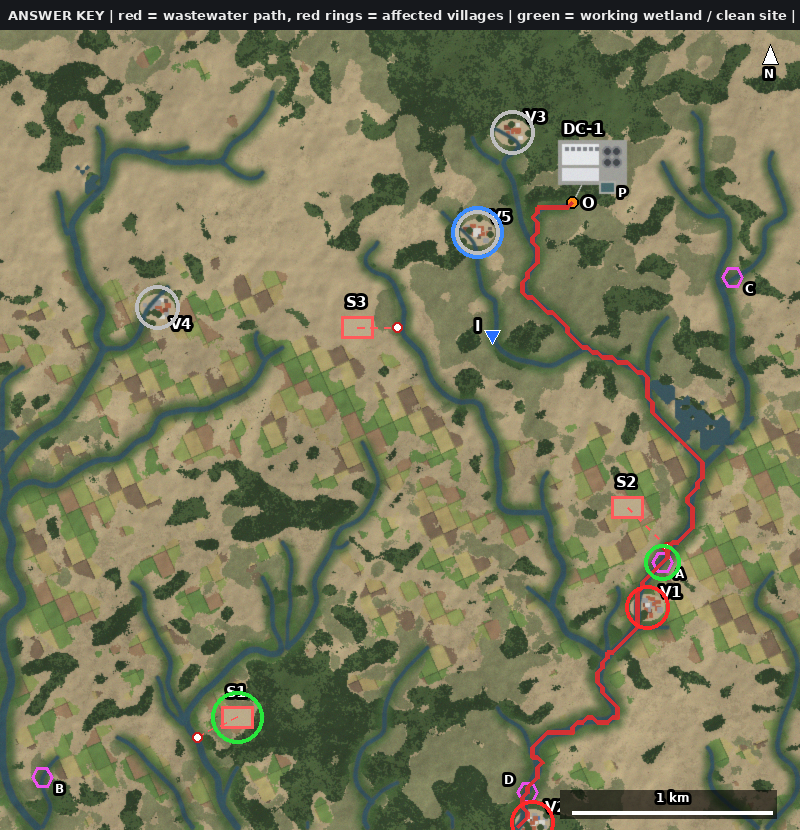 ANSWER KEY | red = wastewater path, red rings = affected villages | green = working wetland / clean site |
N
V3
DC-1
P
O
V5
C
S3
I
V4
S2
A
V1
S1
D
B
V2
1 km